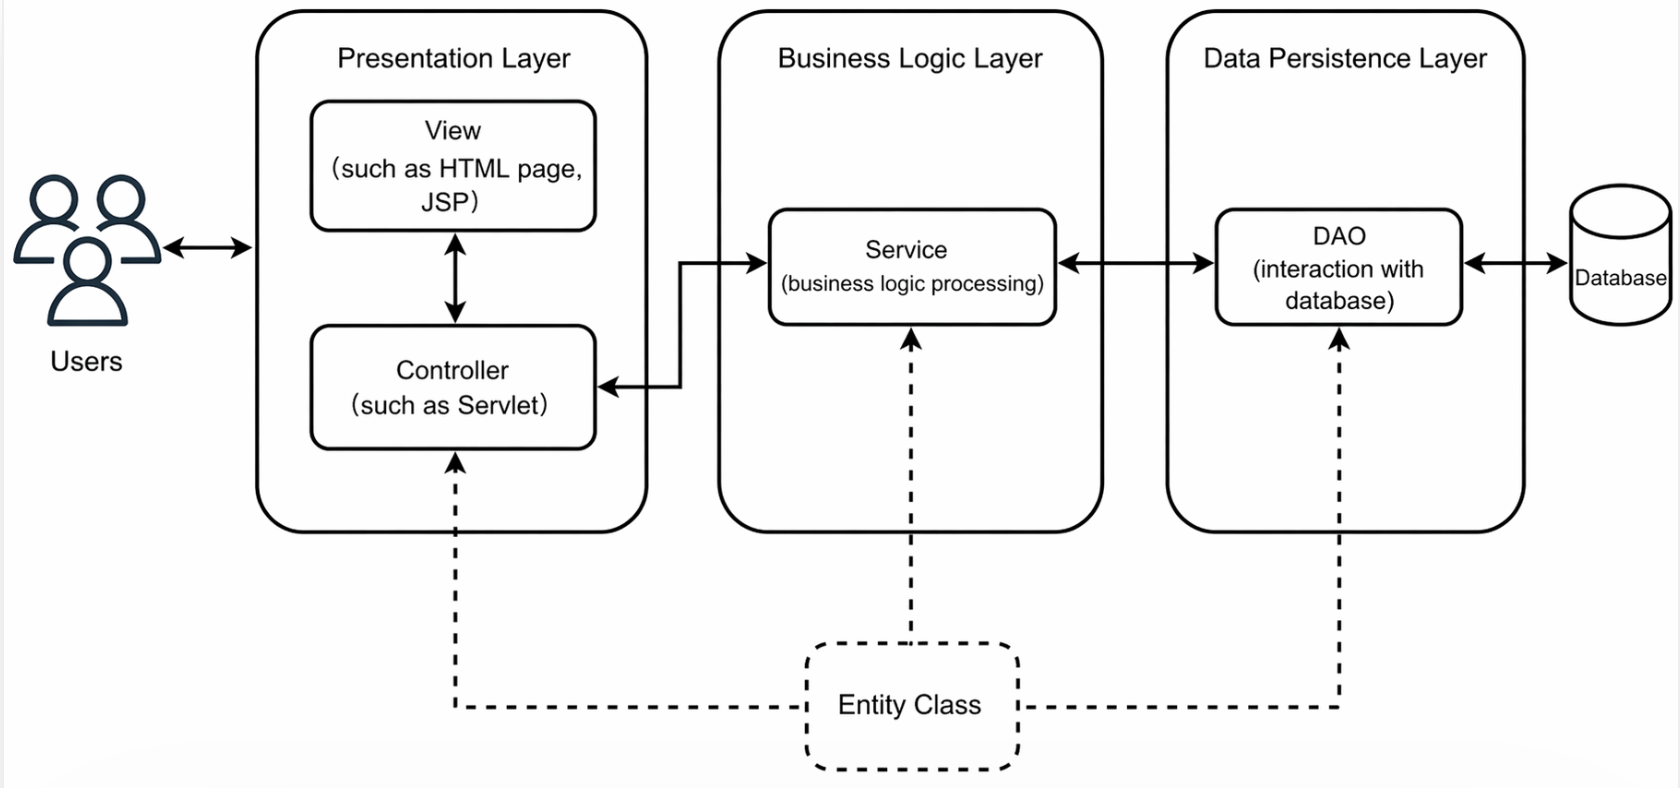 Presentation Layer
View
(such as HTML page,
JSP)
Controller
(such as Servlet)
Business Logic Layer
Service
(business logic processing)
Data Persistence Layer
DAO
(interaction with
database)
Database
Users
Entity Class